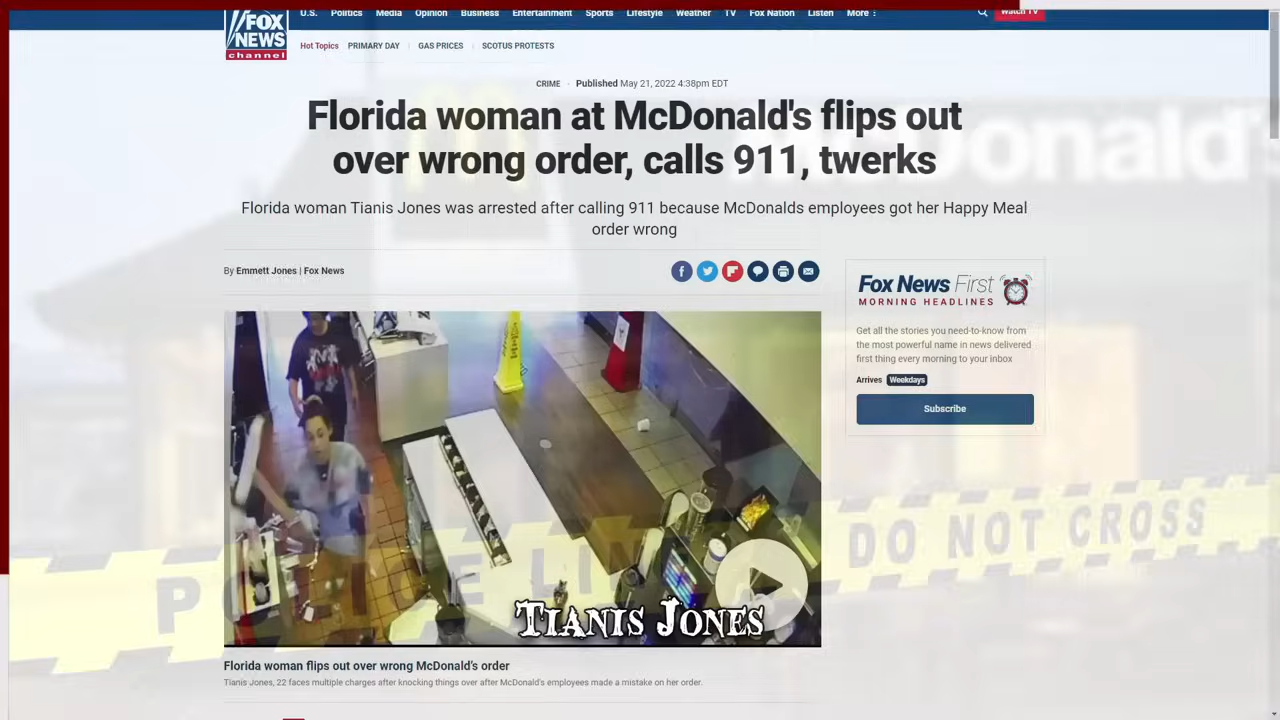 FOX
NEWS
channel
U.S. Politics Media Opinion Business Entertainment Sports Lifestyle Weather TV Fox Nation Listen More
Watch TV
Hot Topics PRIMARY DAY GAS PRICES SCOTUS PROTESTS
CRIME · Published May 21, 2022 4:38pm EDT
Florida woman at McDonald's flips out
over wrong order, calls 911, twerks
McDonald's
Florida woman Tianis Jones was arrested after calling 911 because McDonalds employees got her Happy Meal
order wrong
By Emmett Jones | Fox News
Fox News First
MORNING HEADLINES
Get all the stories you need-to-know from
the most powerful name in news delivered
first thing every morning to your inbox
Arrives Weekdays
Subscribe
POLICE LINE DO NOT CROSS
TIANIS JONES
Florida woman flips out over wrong McDonald's order
Tianis Jones, 22 faces multiple charges after knocking things over after McDonald's employees made a mistake on her order.